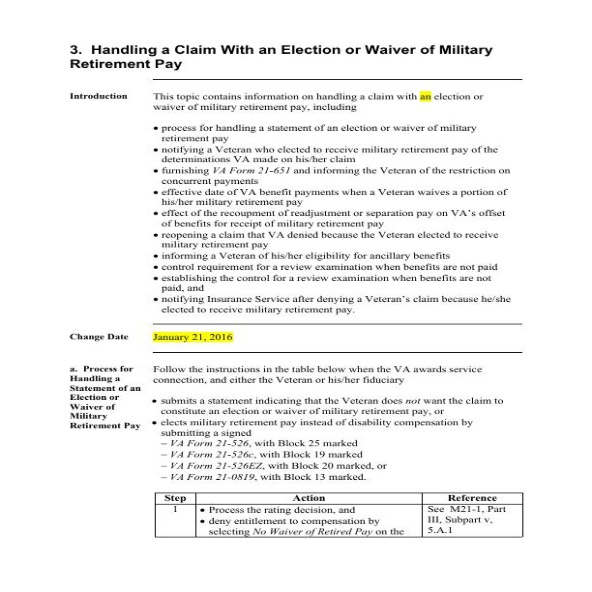 3. Handling a Claim With an Election or Waiver of Military
Retirement Pay
Introduction
This topic contains information on handling a claim with an election or
waiver of military retirement pay, including
• process for handling a statement of an election or waiver of military
retirement pay
• notifying a Veteran who elected to receive military retirement pay of the
determinations VA made on his/her claim
• furnishing VA Form 21-651 and informing the Veteran of the restriction on
concurrent payments
• effective date of VA benefit payments when a Veteran waives a portion of
his/her military retirement pay
• effect of the recoupment of readjustment or separation pay on VA's offset
of benefits for receipt of military retirement pay
• reopening a claim that VA denied because the Veteran elected to receive
military retirement pay
• informing a Veteran of his/her eligibility for ancillary benefits
• control requirement for a review examination when benefits are not paid
• establishing the control for a review examination when benefits are not
paid, and
• notifying Insurance Service after denying a Veteran's claim because he/she
elected to receive military retirement pay.
Change Date
January 21, 2016
a. Process for
Handling a
Statement of an
Election or
Waiver of
Military
Retirement Pay
Follow the instructions in the table below when the VA awards service
connection, and either the Veteran or his/her fiduciary
• submits a statement indicating that the Veteran does not want the claim to
constitute an election or waiver of military retirement pay, or
• elects military retirement pay instead of disability compensation by
submitting a signed
– VA Form 21-526, with Block 25 marked
– VA Form 21-526c, with Block 19 marked
– VA Form 21-526EZ, with Block 20 marked, or
– VA Form 21-0819, with Block 13 marked.
Step Action Reference
1 • Process the rating decision, and
• deny entitlement to compensation by
selecting No Waiver of Retired Pay on the
See M21-1, Part
III, Subpart v,
5.A.1